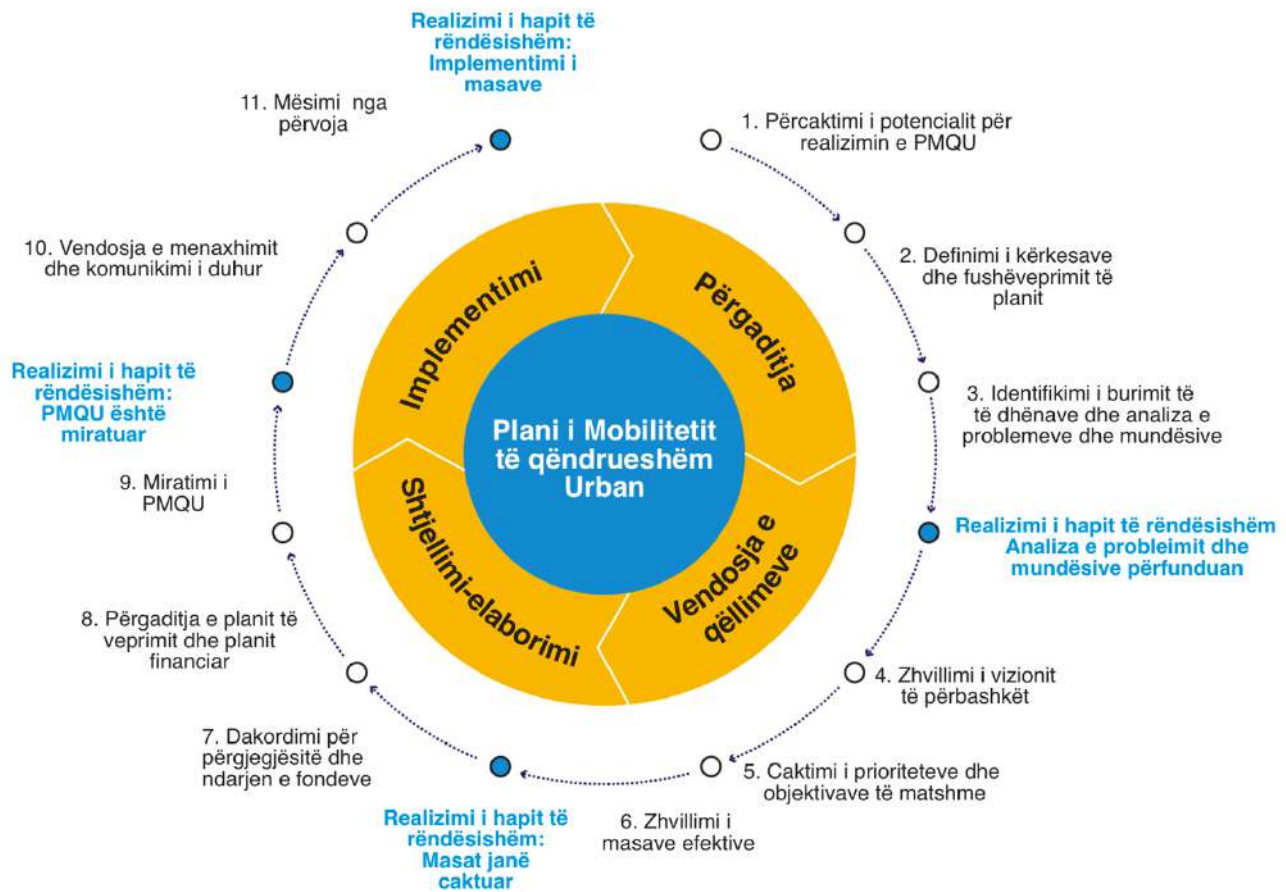 Realizimi i hapit të
rëndësishëm:
Implementimi i
masave
1. Përcaktimi i potencialit për
realizimin e PMQU
2. Definimi i kërkesave
dhe fushëveprimit të
planit
3. Identifikimi i burimit të
të dhënave dhe analiza e
problemeve dhe mundësive
Realizimi i hapit të rëndësishëm
Analiza e probleimit dhe
mundësive përfunduan
4. Zhvillimi i vizionit
të përbashkët
5. Caktimi i prioriteteve dhe
objektivave të matshme
6. Zhvillimi i
masave efektive
Realizimi i hapit të
rëndësishëm:
Masat janë
caktuar
7. Dakordimi për
përgjegjësitë dhe
ndarjen e fondeve
8. Përgaditja e planit të
veprimit dhe planit
financiar
9. Miratimi i
PMQU
Realizimi i hapit të
rëndësishëm:
PMQU është
miratuar
10. Vendosja e menaxhimit
dhe komunikimi i duhur
11. Mësimi nga
përvoja
Përgaditja
Vendosja e
qëllimeve
Shtjellimi-elaborimi
Implementimi
Plani i Mobilitetit
të qëndrueshëm
Urban